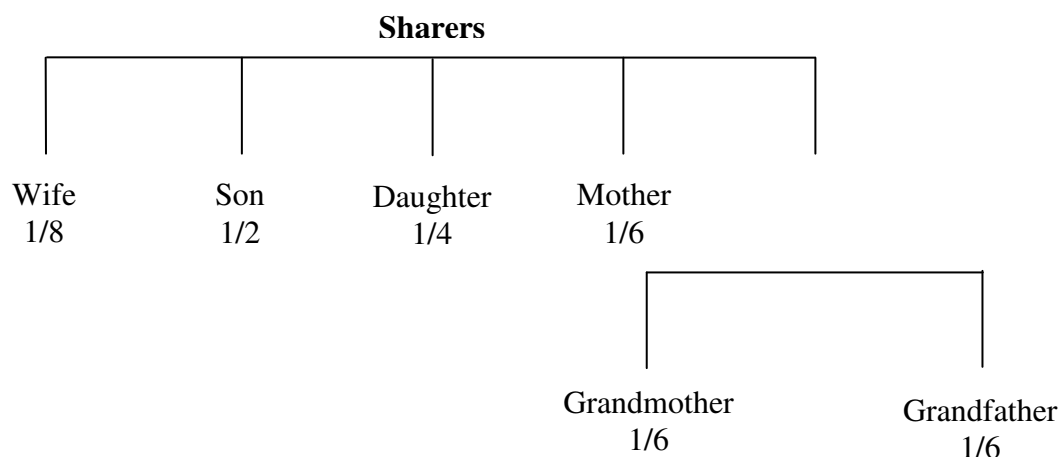 Sharers
Wife Son Daughter Mother
1/8 1/2 1/4 1/6
Grandmother Grandfather
1/6 1/6